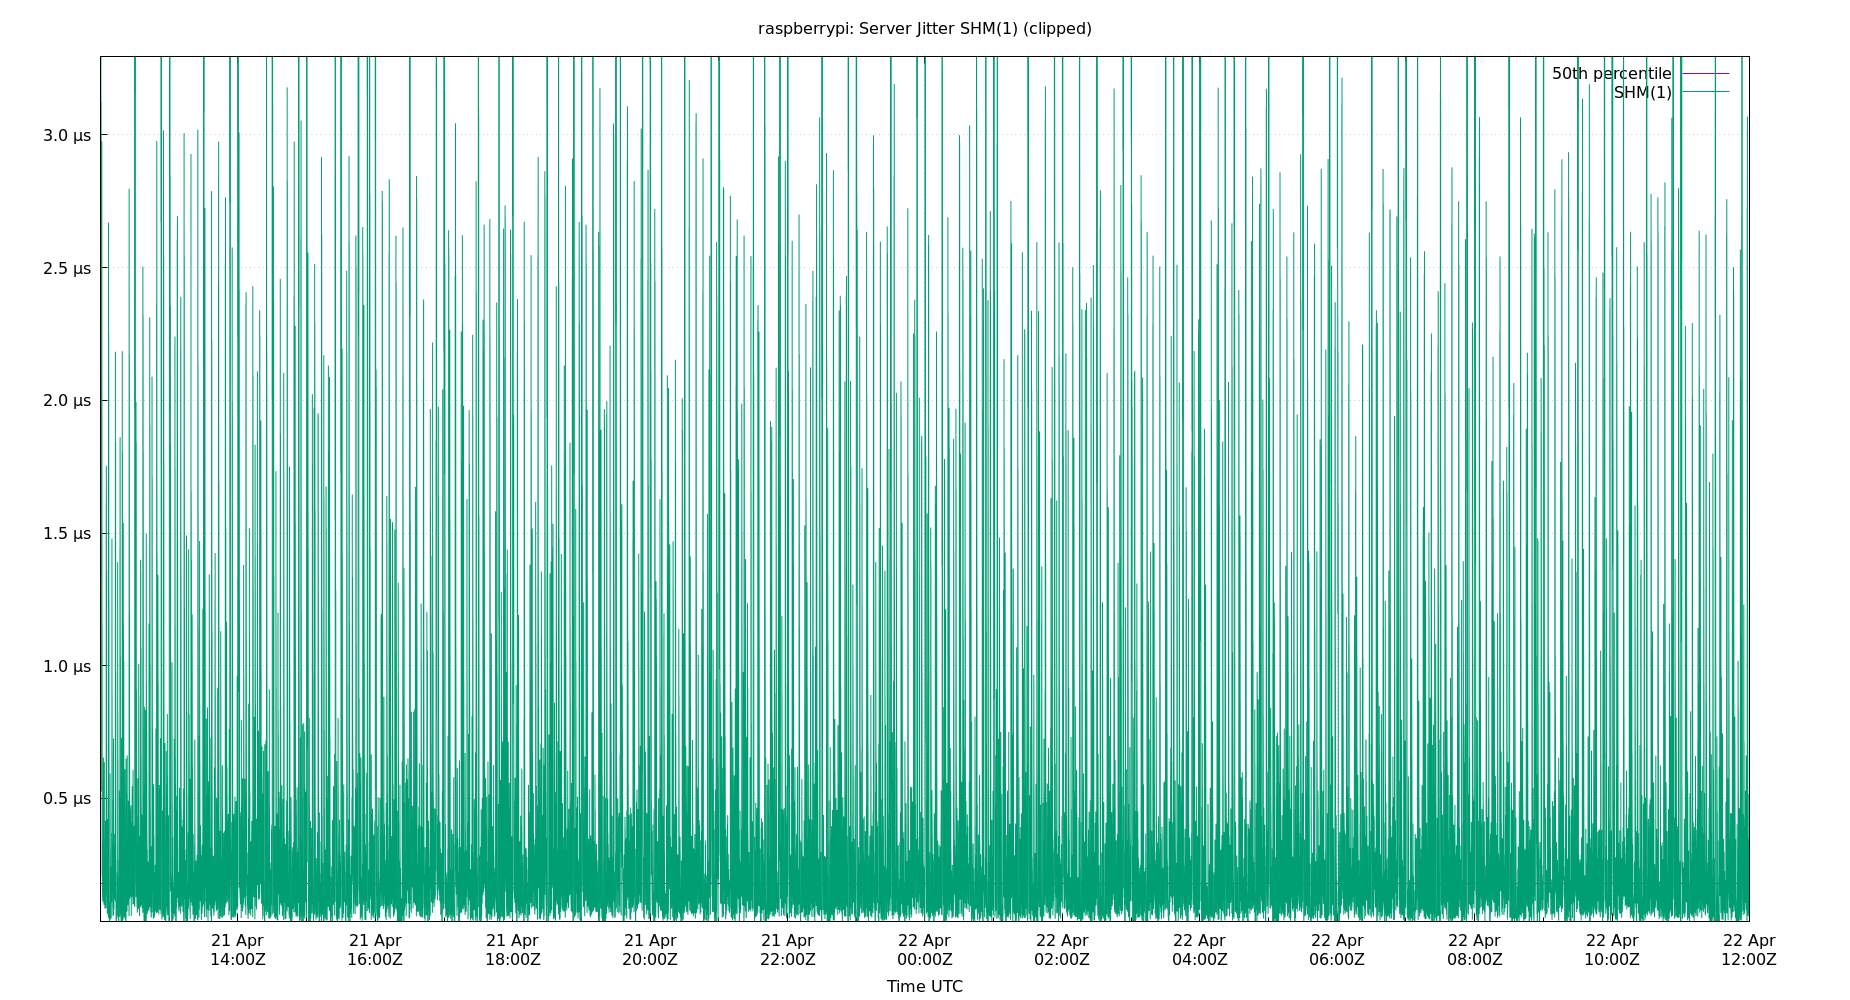 raspberrypi: Server Jitter SHM(1) (clipped)
50th percentile
SHM(1)
3.0 µs
2.5 µs
2.0 µs
1.5 µs
1.0 µs
0.5 µs
21 Apr 21 Apr 21 Apr 21 Apr 21 Apr 22 Apr 22 Apr 22 Apr 22 Apr 22 Apr 22 Apr 22 Apr
14:00Z 16:00Z 18:00Z 20:00Z 22:00Z 00:00Z 02:00Z 04:00Z 06:00Z 08:00Z 10:00Z 12:00Z
Time UTC